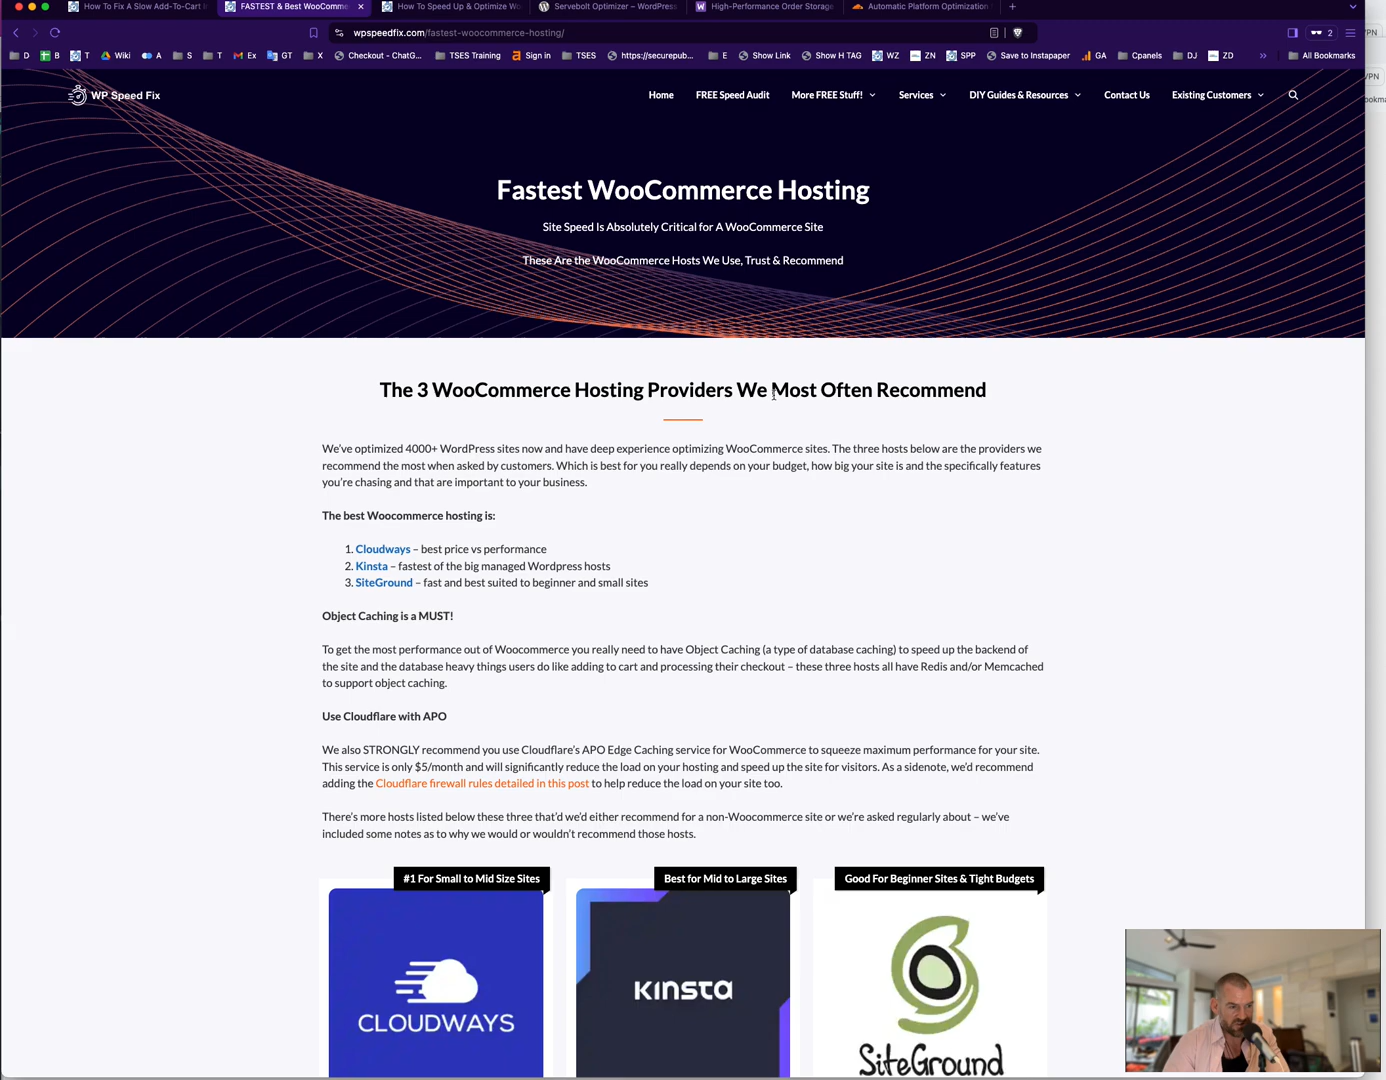 How To Fix A Slow Add-To-Cart
FASTEST & Best WooComme
How To Speed Up & Optimize Wo
Servebolt Optimizer – WordPress
High-Performance Order Storage
Automatic Platform Optimization
wpspeedfix.com/fastest-woocommerce-hosting/
2
VPN
D
B
T
Wiki
A
S
T
Ex
GT
X
Checkout - ChatG...
TSES Training
Sign in
TSES
https://securepub...
E
Show Link
Show H TAG
WZ
ZN
SPP
Save to Instapaper
GA
Cpanels
DJ
ZD
All Bookmarks
WP Speed Fix
Home
FREE Speed Audit
More FREE Stuff!
Services
DIY Guides & Resources
Contact Us
Existing Customers
Fastest WooCommerce Hosting
Site Speed Is Absolutely Critical for A WooCommerce Site
These Are the WooCommerce Hosts We Use, Trust & Recommend
The 3 WooCommerce Hosting Providers We Most Often Recommend
We've optimized 4000+ WordPress sites now and have deep experience optimizing WooCommerce sites. The three hosts below are the providers we
recommend the most when asked by customers. Which is best for you really depends on your budget, how big your site is and the specifically features
you're chasing and that are important to your business.
The best Woocommerce hosting is:
1. Cloudways – best price vs performance
2. Kinsta – fastest of the big managed Wordpress hosts
3. SiteGround – fast and best suited to beginner and small sites
Object Caching is a MUST!
To get the most performance out of Woocommerce you really need to have Object Caching (a type of database caching) to speed up the backend of
the site and the database heavy things users do like adding to cart and processing their checkout – these three hosts all have Redis and/or Memcached
to support object caching.
Use Cloudflare with APO
We also STRONGLY recommend you use Cloudflare's APO Edge Caching service for WooCommerce to squeeze maximum performance for your site.
This service is only $5/month and will significantly reduce the load on your hosting and speed up the site for visitors. As a sidenote, we'd recommend
adding the Cloudflare firewall rules detailed in this post to help reduce the load on your site too.
There's more hosts listed below these three that'd we'd either recommend for a non-Woocommerce site or we're asked regularly about – we've
included some notes as to why we would or wouldn't recommend those hosts.
#1 For Small to Mid Size Sites
Best for Mid to Large Sites
Good For Beginner Sites & Tight Budgets
CLOUDWAYS
KINSTA
SiteGround